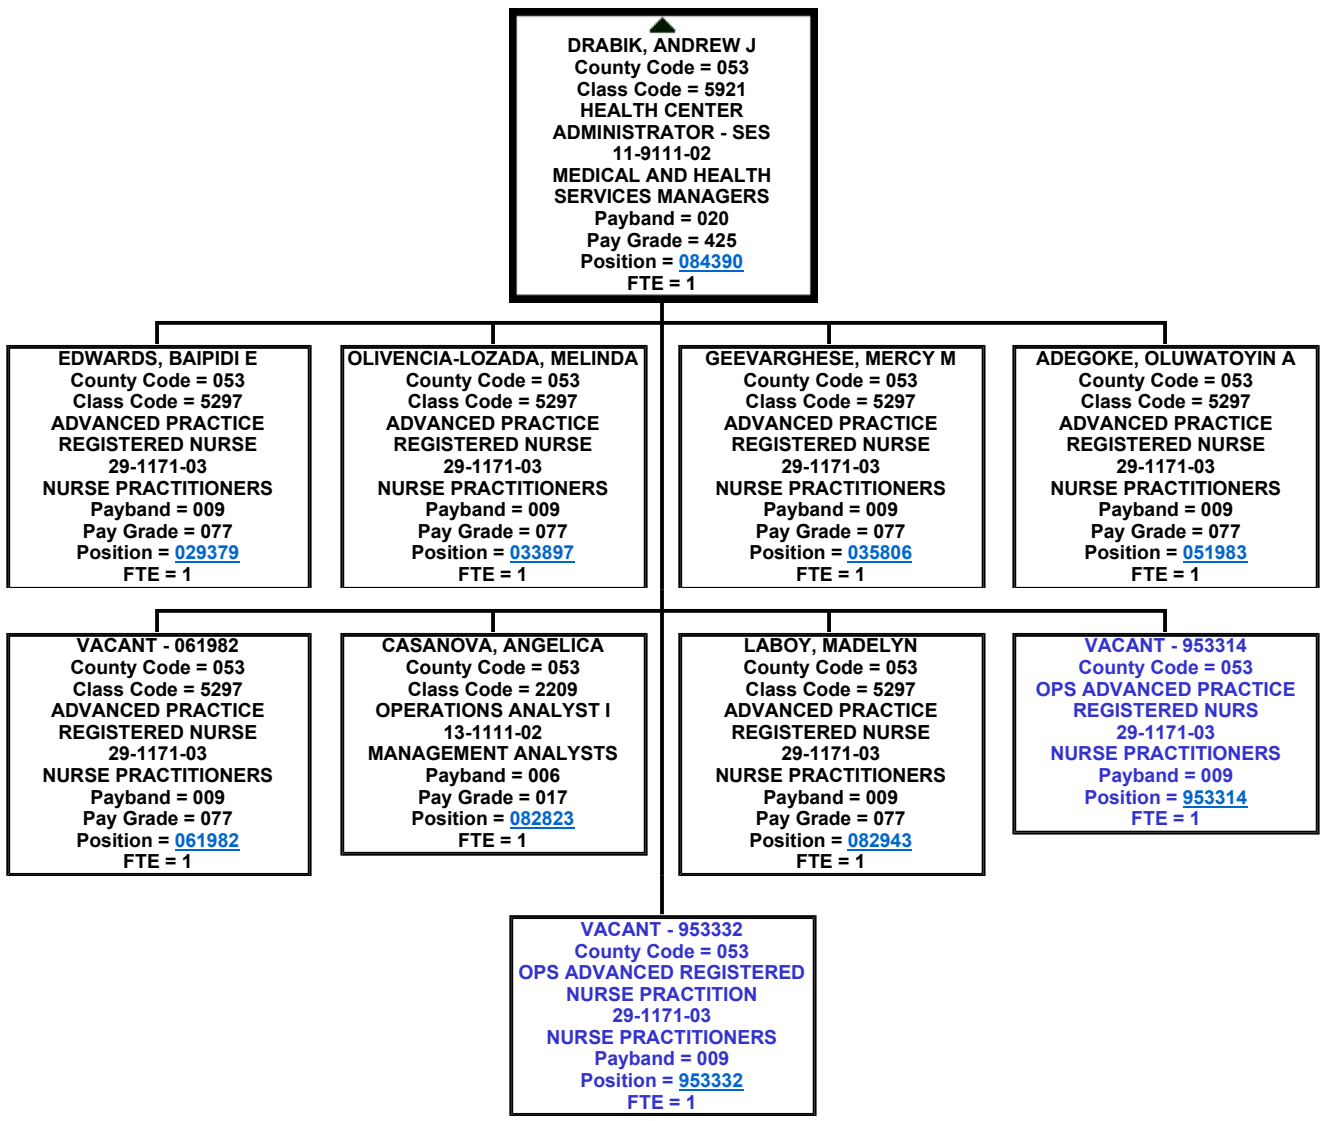 DRABIK, ANDREW J
County Code = 053
Class Code = 5921
HEALTH CENTER
ADMINISTRATOR - SES
11-9111-02
MEDICAL AND HEALTH
SERVICES MANAGERS
Payband = 020
Pay Grade = 425
Position = 084390
FTE = 1
EDWARDS, BAIPIDI E
County Code = 053
Class Code = 5297
ADVANCED PRACTICE
REGISTERED NURSE
29-1171-03
NURSE PRACTITIONERS
Payband = 009
Pay Grade = 077
Position = 029379
FTE = 1
OLIVENCIA-LOZADA, MELINDA
County Code = 053
Class Code = 5297
ADVANCED PRACTICE
REGISTERED NURSE
29-1171-03
NURSE PRACTITIONERS
Payband = 009
Pay Grade = 077
Position = 033897
FTE = 1
GEEVARGHESE, MERCY M
County Code = 053
Class Code = 5297
ADVANCED PRACTICE
REGISTERED NURSE
29-1171-03
NURSE PRACTITIONERS
Payband = 009
Pay Grade = 077
Position = 035806
FTE = 1
ADEGOKE, OLUWATOYIN A
County Code = 053
Class Code = 5297
ADVANCED PRACTICE
REGISTERED NURSE
29-1171-03
NURSE PRACTITIONERS
Payband = 009
Pay Grade = 077
Position = 051983
FTE = 1
VACANT - 061982
County Code = 053
Class Code = 5297
ADVANCED PRACTICE
REGISTERED NURSE
29-1171-03
NURSE PRACTITIONERS
Payband = 009
Pay Grade = 077
Position = 061982
FTE = 1
CASANOVA, ANGELICA
County Code = 053
Class Code = 2209
OPERATIONS ANALYST I
13-1111-02
MANAGEMENT ANALYSTS
Payband = 006
Pay Grade = 017
Position = 082823
FTE = 1
LABOY, MADELYN
County Code = 053
Class Code = 5297
ADVANCED PRACTICE
REGISTERED NURSE
29-1171-03
NURSE PRACTITIONERS
Payband = 009
Pay Grade = 077
Position = 082943
FTE = 1
VACANT - 953314
County Code = 053
OPS ADVANCED PRACTICE
REGISTERED NURS
29-1171-03
NURSE PRACTITIONERS
Payband = 009
Position = 953314
FTE = 1
VACANT - 953332
County Code = 053
OPS ADVANCED REGISTERED
NURSE PRACTITION
29-1171-03
NURSE PRACTITIONERS
Payband = 009
Position = 953332
FTE = 1